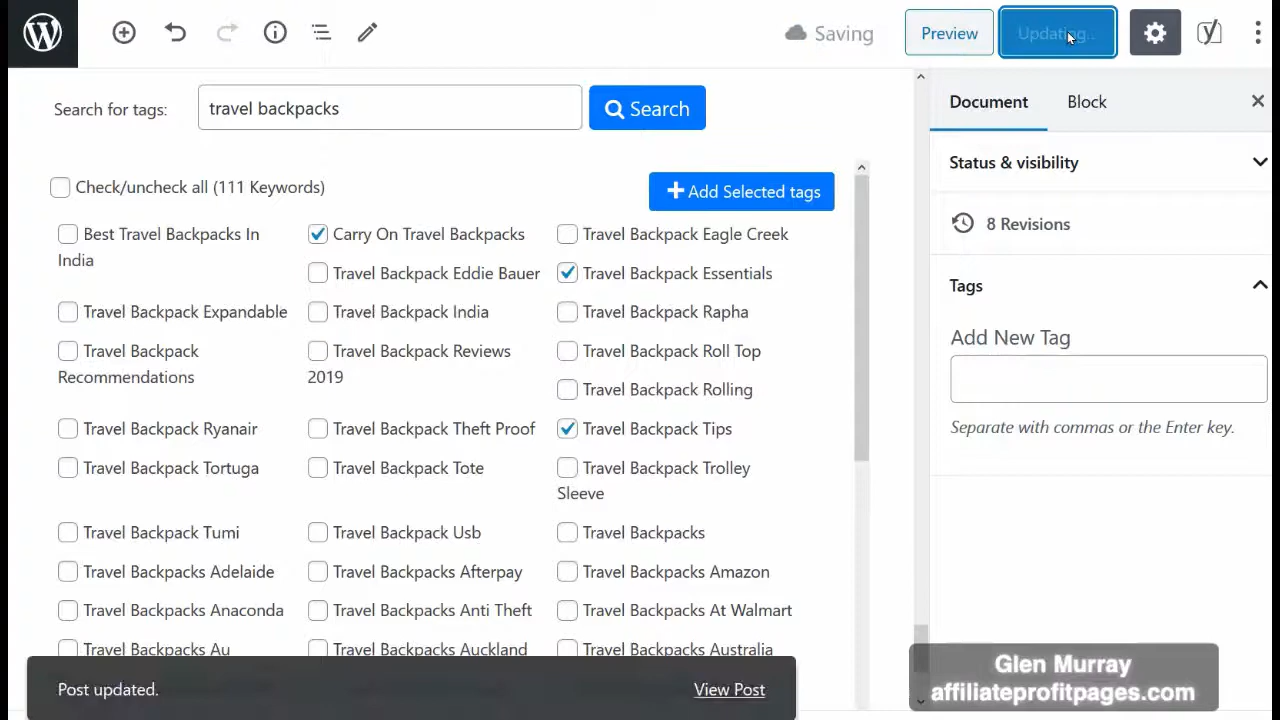 Saving
Preview
Updating...
Search for tags:
travel backpacks
Search
Document
Block
Status & visibility
Check/uncheck all (111 Keywords)
Add Selected tags
8 Revisions
Best Travel Backpacks In
India
Carry On Travel Backpacks
Travel Backpack Eagle Creek
Travel Backpack Eddie Bauer
Travel Backpack Essentials
Tags
Travel Backpack Expandable
Travel Backpack India
Travel Backpack Rapha
Add New Tag
Travel Backpack
Recommendations
Travel Backpack Reviews
2019
Travel Backpack Roll Top
Travel Backpack Rolling
Travel Backpack Ryanair
Travel Backpack Theft Proof
Travel Backpack Tips
Separate with commas or the Enter key.
Travel Backpack Tortuga
Travel Backpack Tote
Travel Backpack Trolley
Sleeve
Travel Backpack Tumi
Travel Backpack Usb
Travel Backpacks
Travel Backpacks Adelaide
Travel Backpacks Afterpay
Travel Backpacks Amazon
Travel Backpacks Anaconda
Travel Backpacks Anti Theft
Travel Backpacks At Walmart
Travel Backpacks Au
Travel Backpacks Auckland
Travel Backpacks Australia
Post updated.
View Post
Glen Murray
affiliateprofitpages.com